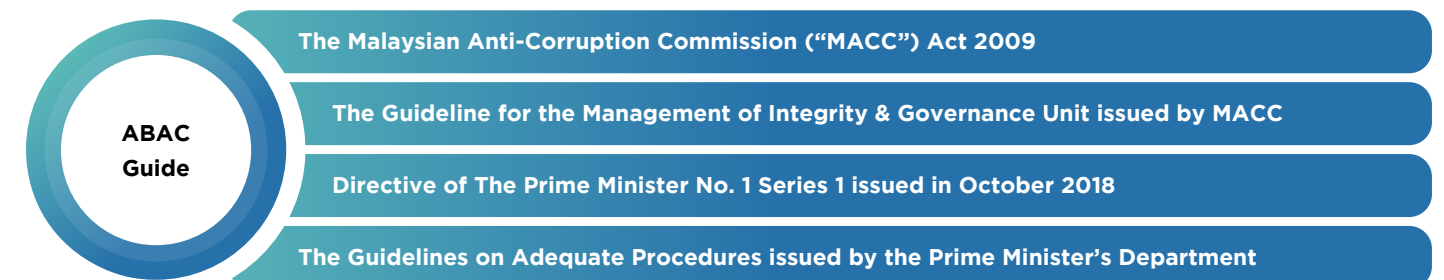 The Malaysian Anti-Corruption Commission (“MACC”) Act 2009
The Guideline for the Management of Integrity & Governance Unit issued by MACC
ABAC
Guide
Directive of The Prime Minister No. 1 Series 1 issued in October 2018
The Guidelines on Adequate Procedures issued by the Prime Minister’s Department